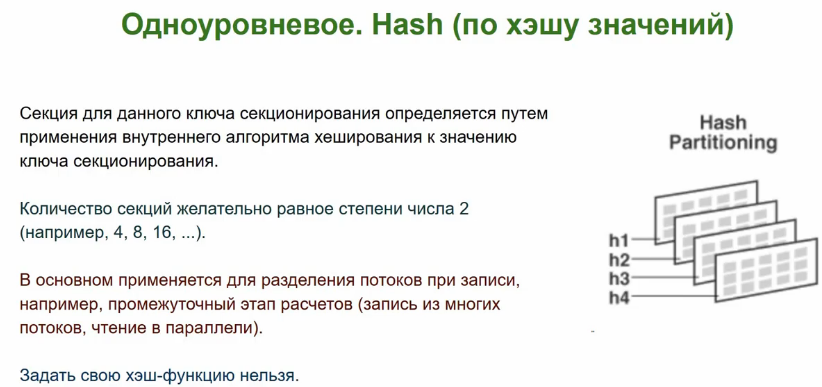 Одноуровневое. Hash (по хэшу значений)
Секция для данного ключа секционирования определяется путем
применения внутреннего алгоритма хеширования к значению
ключа секционирования.
Количество секций желательно равное степени числа 2
(например, 4, 8, 16, ...).
В основном применяется для разделения потоков при записи,
например, промежуточный этап расчетов (запись из многих
потоков, чтение в параллели).
Задать свою хэш-функцию нельзя.
Hash
Partitioning
h1
h2
h3
h4